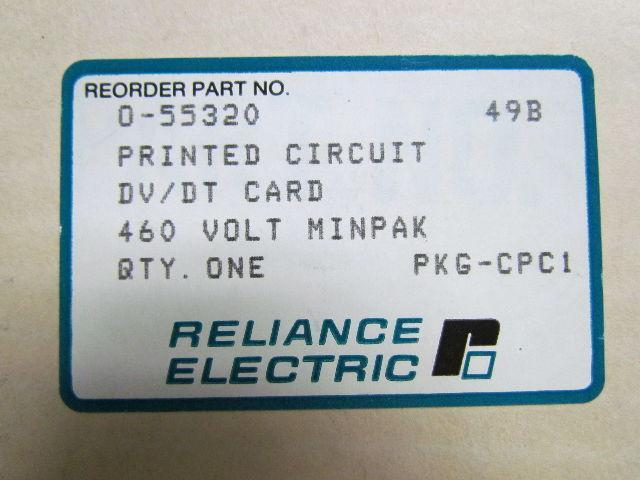 REORDER PART NO.
0-55320 49B
PRINTED CIRCUIT
DV/DT CARD
460 VOLT MINPAK
QTY. ONE PKG-CPC1
RELIANCE
ELECTRIC